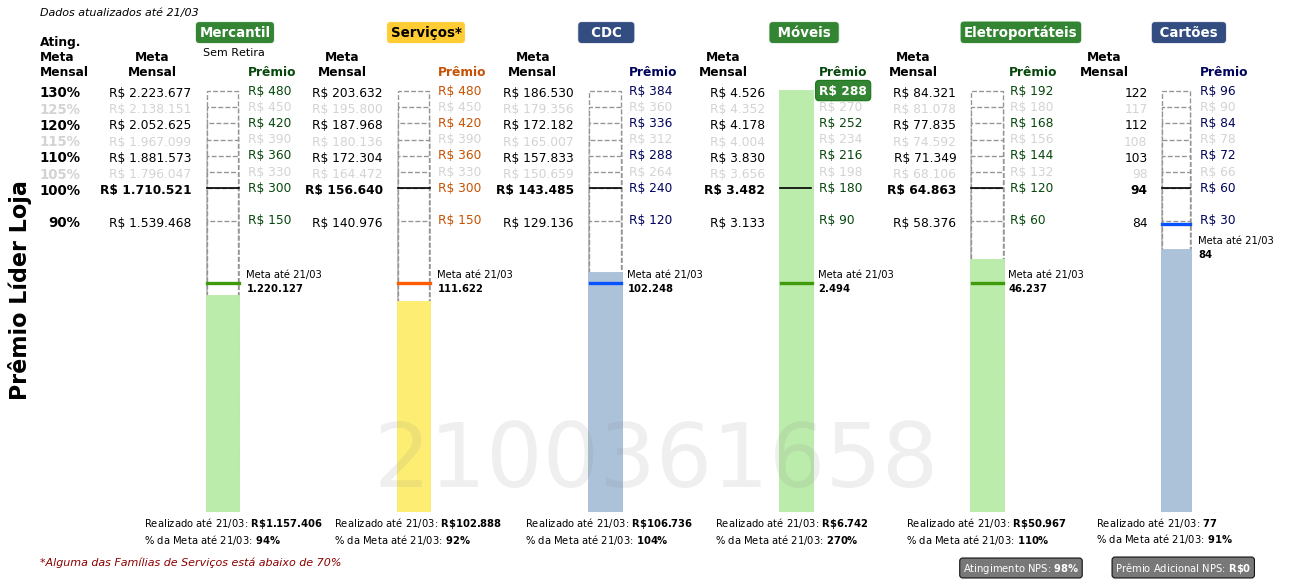 Dados atualizados até 21/03
Mercantil Serviços* CDC Móveis Eletroportáteis Cartões
Sem Retira
Ating. Meta Mensal
Meta Mensal Prêmio Meta Mensal Prêmio Meta Mensal Prêmio Meta Mensal Prêmio Meta Mensal Prêmio Meta Mensal Prêmio
130% R$ 2.223.677 R$ 480 R$ 203.632 R$ 480 R$ 186.530 R$ 384 R$ 4.526 R$ 288 R$ 84.321 R$ 192 122 R$ 96
125% R$ 2.138.151 R$ 450 R$ 195.800 R$ 450 R$ 179.356 R$ 360 R$ 4.352 R$ 270 R$ 81.078 R$ 180 117 R$ 90
120% R$ 2.052.625 R$ 420 R$ 187.968 R$ 420 R$ 172.182 R$ 336 R$ 4.178 R$ 252 R$ 77.835 R$ 168 112 R$ 84
115% R$ 1.967.099 R$ 390 R$ 180.136 R$ 390 R$ 165.007 R$ 312 R$ 4.004 R$ 234 R$ 74.592 R$ 156 108 R$ 78
110% R$ 1.881.573 R$ 360 R$ 172.304 R$ 360 R$ 157.833 R$ 288 R$ 3.830 R$ 216 R$ 71.349 R$ 144 103 R$ 72
105% R$ 1.796.047 R$ 330 R$ 164.472 R$ 330 R$ 150.659 R$ 264 R$ 3.656 R$ 198 R$ 68.106 R$ 132 98 R$ 66
100% R$ 1.710.521 R$ 300 R$ 156.640 R$ 300 R$ 143.485 R$ 240 R$ 3.482 R$ 180 R$ 64.863 R$ 120 94 R$ 60
90% R$ 1.539.468 R$ 150 R$ 140.976 R$ 150 R$ 129.136 R$ 120 R$ 3.133 R$ 90 R$ 58.376 R$ 60 84 R$ 30
Prêmio Líder Loja
Meta até 21/03
84
Meta até 21/03 Meta até 21/03 Meta até 21/03 Meta até 21/03 Meta até 21/03
1.220.127 111.622 102.248 2.494 46.237
21000361658
Realizado até 21/03: R$1.157.406 Realizado até 21/03: R$102.888 Realizado até 21/03: R$106.736 Realizado até 21/03: R$6.742 Realizado até 21/03: R$50.967 Realizado até 21/03: 77
% da Meta até 21/03: 94% % da Meta até 21/03: 92% % da Meta até 21/03: 104% % da Meta até 21/03: 270% % da Meta até 21/03: 110% % da Meta até 21/03: 91%
*Alguma das Famílias de Serviços está abaixo de 70%
Atingimento NPS: 98% Prêmio Adicional NPS: R$0